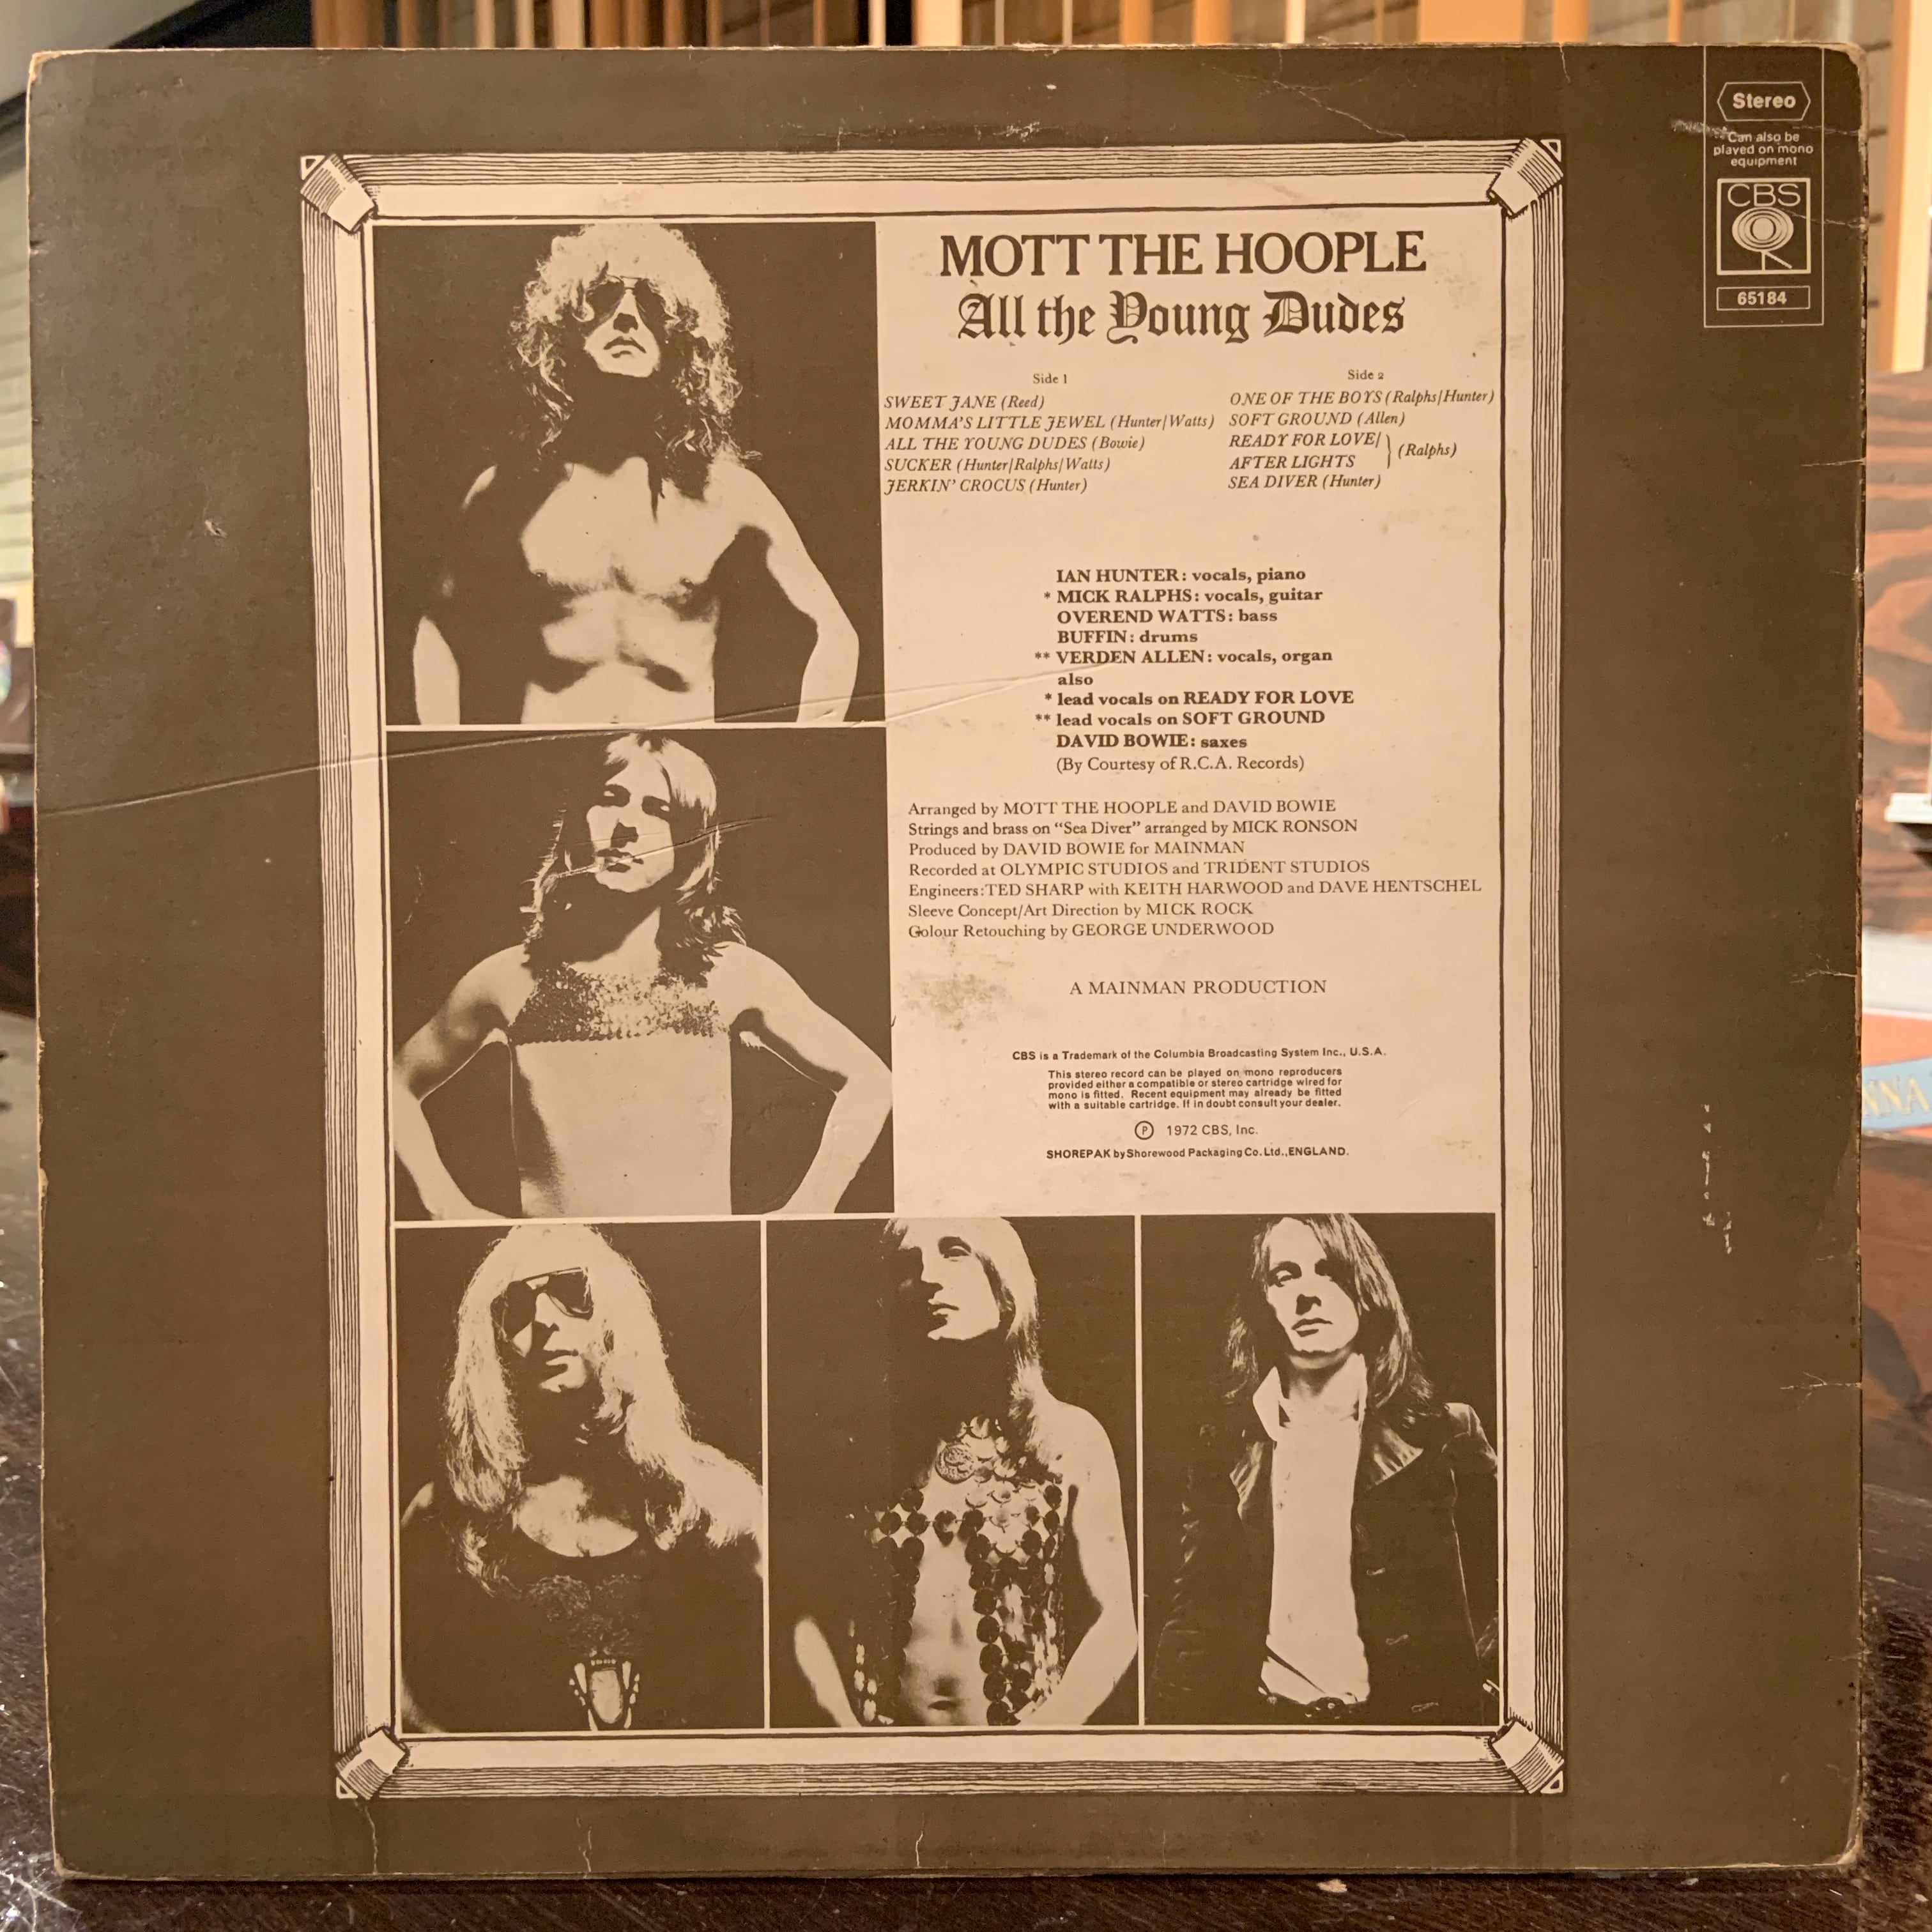 Stereo
Can also be
played on mono
equipment
CBS
65184
MOTT THE HOOPLE
All the Young Dudes
Side 1
SWEET JANE (Reed)
MOMMA'S LITTLE JEWEL (Hunter/Watts)
ALL THE YOUNG DUDES (Bowie)
SUCKER (Hunter/Ralphs/Watts)
JERKIN' CROCUS (Hunter)
Side 2
ONE OF THE BOYS (Ralphs/Hunter)
SOFT GROUND (Allen)
READY FOR LOVE/
AFTER LIGHTS
} (Ralphs)
SEA DIVER (Hunter)
IAN HUNTER: vocals, piano
* MICK RALPHS: vocals, guitar
OVEREND WATTS: bass
BUFFIN: drums
** VERDEN ALLEN: vocals, organ
also
* lead vocals on READY FOR LOVE
** lead vocals on SOFT GROUND
DAVID BOWIE: saxes
(By Courtesy of R.C.A. Records)
Arranged by MOTT THE HOOPLE and DAVID BOWIE
Strings and brass on “Sea Diver” arranged by MICK RONSON
Produced by DAVID BOWIE for MAINMAN
Recorded at OLYMPIC STUDIOS and TRIDENT STUDIOS
Engineers:TED SHARP with KEITH HARWOOD and DAVE HENTSCHEL
Sleeve Concept/Art Direction by MICK ROCK
Colour Retouching by GEORGE UNDERWOOD
A MAINMAN PRODUCTION
CBS is a Trademark of the Columbia Broadcasting System Inc., U.S.A.
This stereo record can be played on mono reproducers
provided either a compatible or stereo cartridge wired for
mono is fitted. Recent equipment may already be fitted
with a suitable cartridge. If in doubt consult your dealer.
Ⓟ 1972 CBS, Inc.
SHOREPAK by Shorewood Packaging Co. Ltd., ENGLAND.